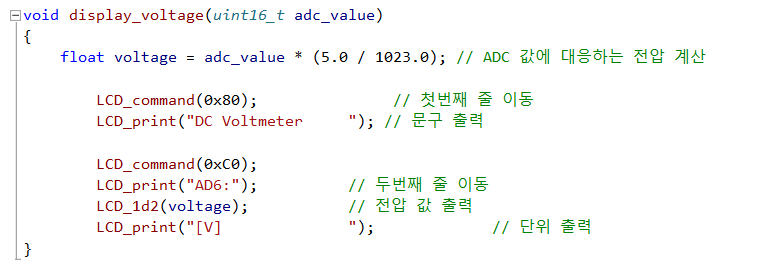 void display_voltage(uint16_t adc_value)
{
    float voltage = adc_value * (5.0 / 1023.0); // ADC 값에 대응하는 전압 계산

        LCD_command(0x80);                // 첫번째 줄 이동
        LCD_print("DC Voltmeter     "); // 문구 출력

        LCD_command(0xC0);
        LCD_print("AD6:");           // 두번째 줄 이동
        LCD_1d2(voltage);            // 전압 값 출력
        LCD_print("[V]              ");             // 단위 출력
}